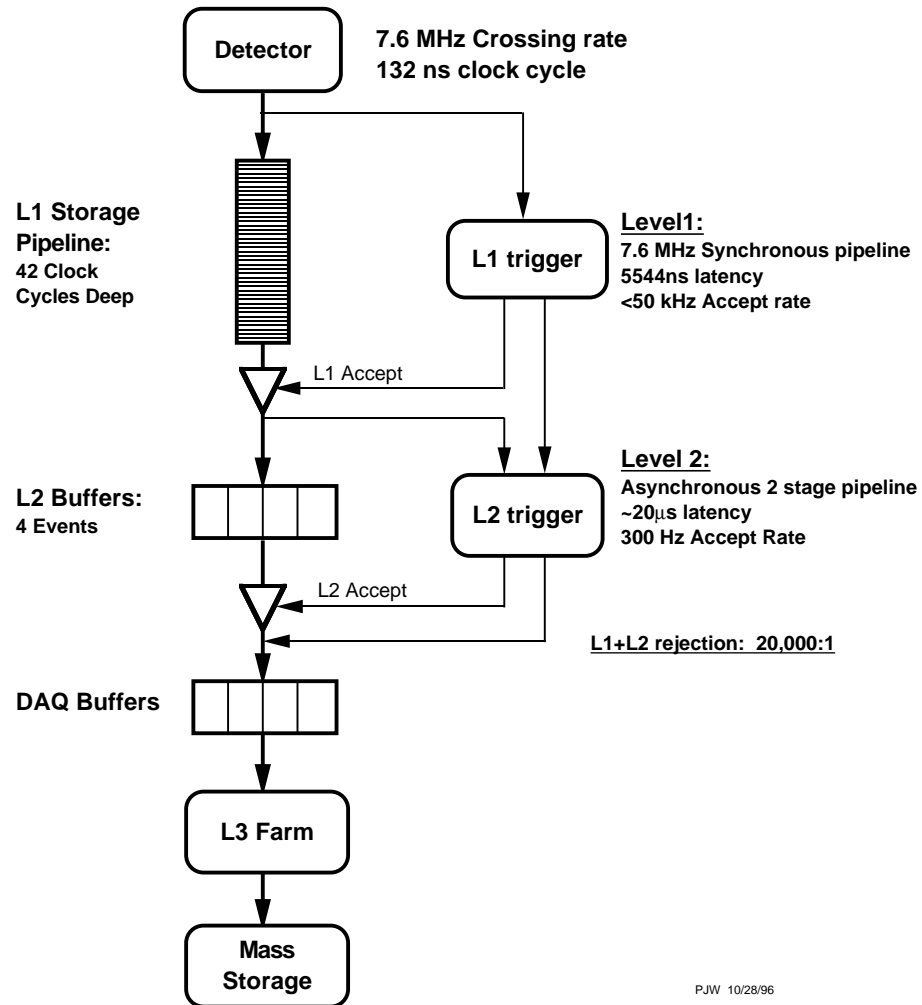 Detector
7.6 MHz Crossing rate
132 ns clock cycle
L1 Storage
Pipeline:
42 Clock
Cycles Deep
L1 trigger
Level1:
7.6 MHz Synchronous pipeline
5544ns latency
<50 kHz Accept rate
L1 Accept
L2 Buffers:
4 Events
L2 trigger
Level 2:
Asynchronous 2 stage pipeline
~20μs latency
300 Hz Accept Rate
L2 Accept
L1+L2 rejection: 20,000:1
DAQ Buffers
L3 Farm
Mass
Storage
PJW 10/28/96